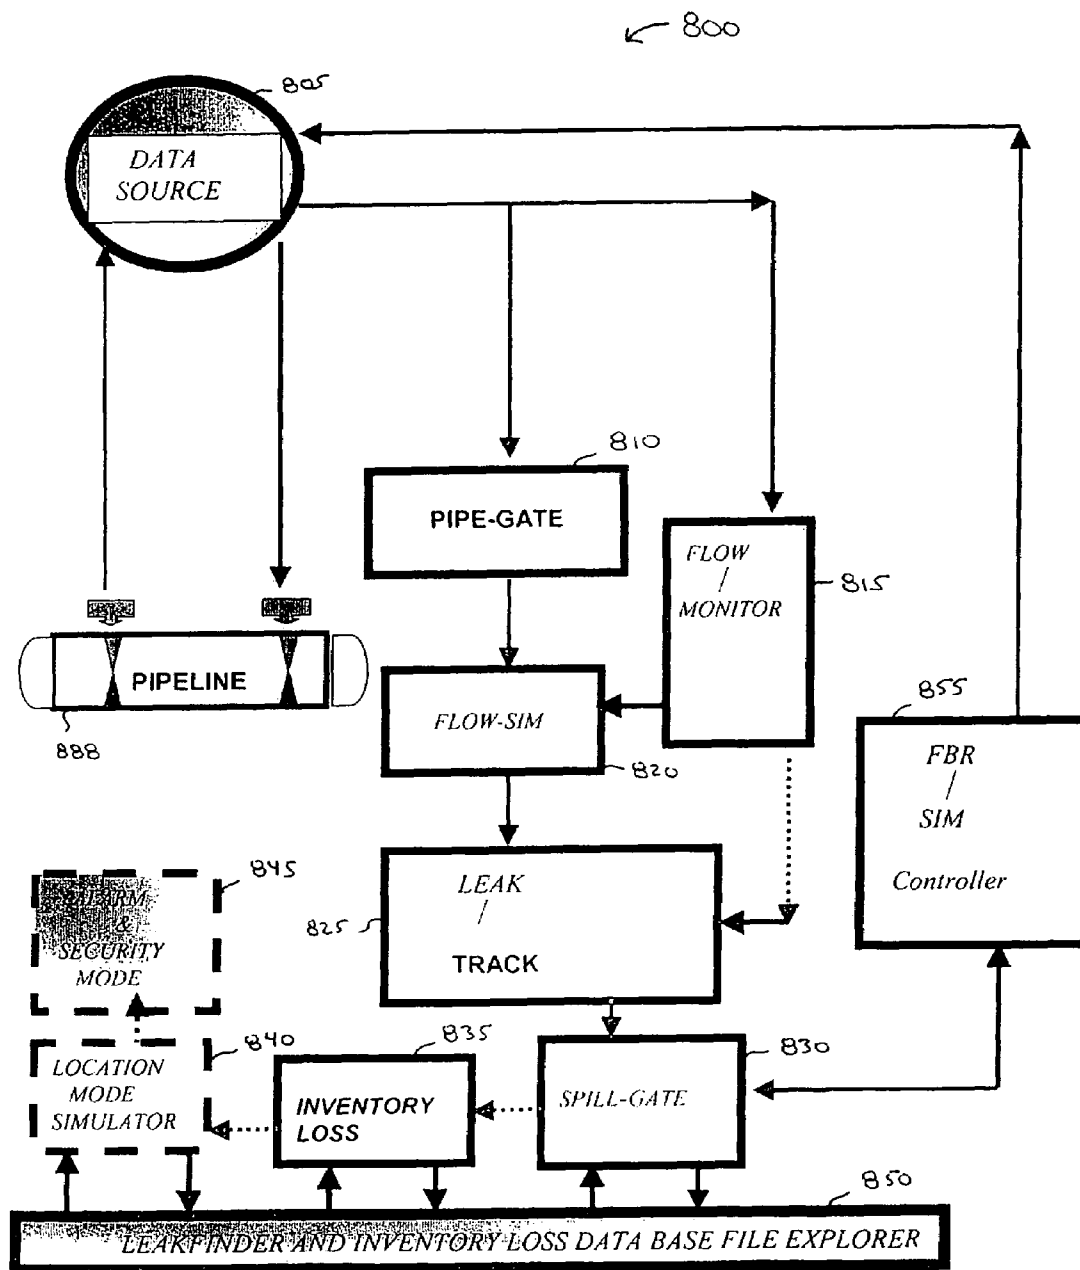 800
805
DATA
SOURCE
810
PIPE-GATE
FLOW
/
MONITOR
815
PIPELINE
888
FLOW-SIM
820
855
FBR
/
SIM
Controller
845
ALARM
&
SECURITY
MODE
LEAK
/
TRACK
825
840
LOCATION
MODE
SIMULATOR
835
INVENTORY
LOSS
830
SPILL-GATE
850
LEAKFINDER AND INVENTORY LOSS DATA BASE FILE EXPLORER